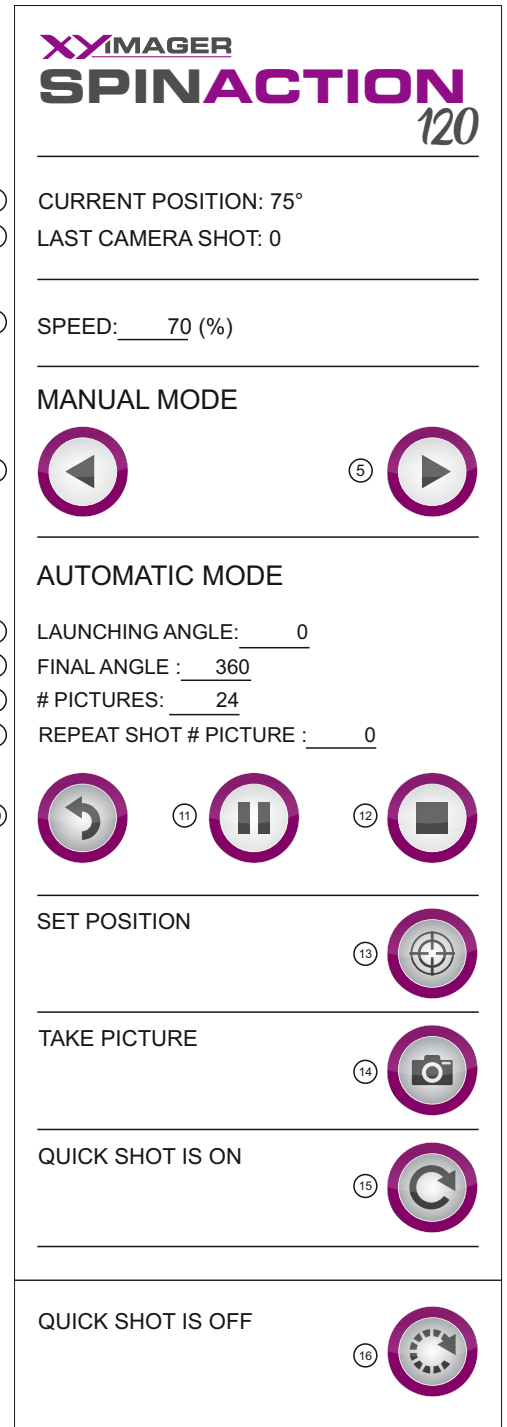 XYIMAGER
SPINACTION
120
CURRENT POSITION: 75°
LAST CAMERA SHOT: 0
SPEED: 70 (%)
MANUAL MODE
5
AUTOMATIC MODE
LAUNCHING ANGLE: 0
FINAL ANGLE : 360
# PICTURES: 24
REPEAT SHOT # PICTURE : 0
11 12
SET POSITION
13
TAKE PICTURE
14
QUICK SHOT IS ON
15
QUICK SHOT IS OFF
16